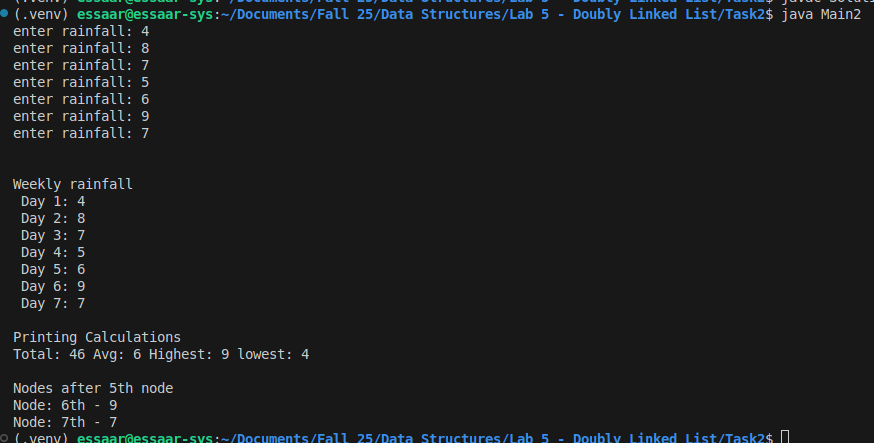 (.venv) essaar@essaar-sys:~/Documents/Fall 25/Data Structures/Lab 5 - Doubly Linked List/Task2$ javac
(.venv) essaar@essaar-sys:~/Documents/Fall 25/Data Structures/Lab 5 - Doubly Linked List/Task2$ java Main2
enter rainfall: 4
enter rainfall: 8
enter rainfall: 7
enter rainfall: 5
enter rainfall: 6
enter rainfall: 9
enter rainfall: 7
Weekly rainfall
Day 1: 4
Day 2: 8
Day 3: 7
Day 4: 5
Day 5: 6
Day 6: 9
Day 7: 7
Printing Calculations
Total: 46 Avg: 6 Highest: 9 lowest: 4
Nodes after 5th node
Node: 6th - 9
Node: 7th - 7
(.venv) essaar@essaar-sys:~/Documents/Fall 25/Data Structures/Lab 5 - Doubly Linked List/Task2$